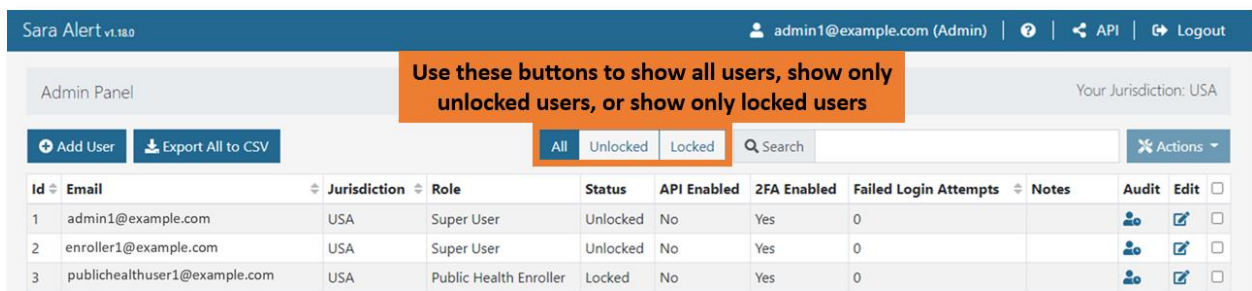 Sara Alert v1.18.0 admin1@example.com (Admin) | | API | Logout
Use these buttons to show all users, show only
unlocked users, or show only locked users
Admin Panel Your Jurisdiction: USA
Add User Export All to CSV All Unlocked Locked Search Actions
Id Email Jurisdiction Role Status API Enabled 2FA Enabled Failed Login Attempts Notes Audit Edit
1 admin1@example.com USA Super User Unlocked No Yes 0
2 enroller1@example.com USA Super User Unlocked No Yes 0
3 publichealthuser1@example.com USA Public Health Enroller Locked No Yes 0